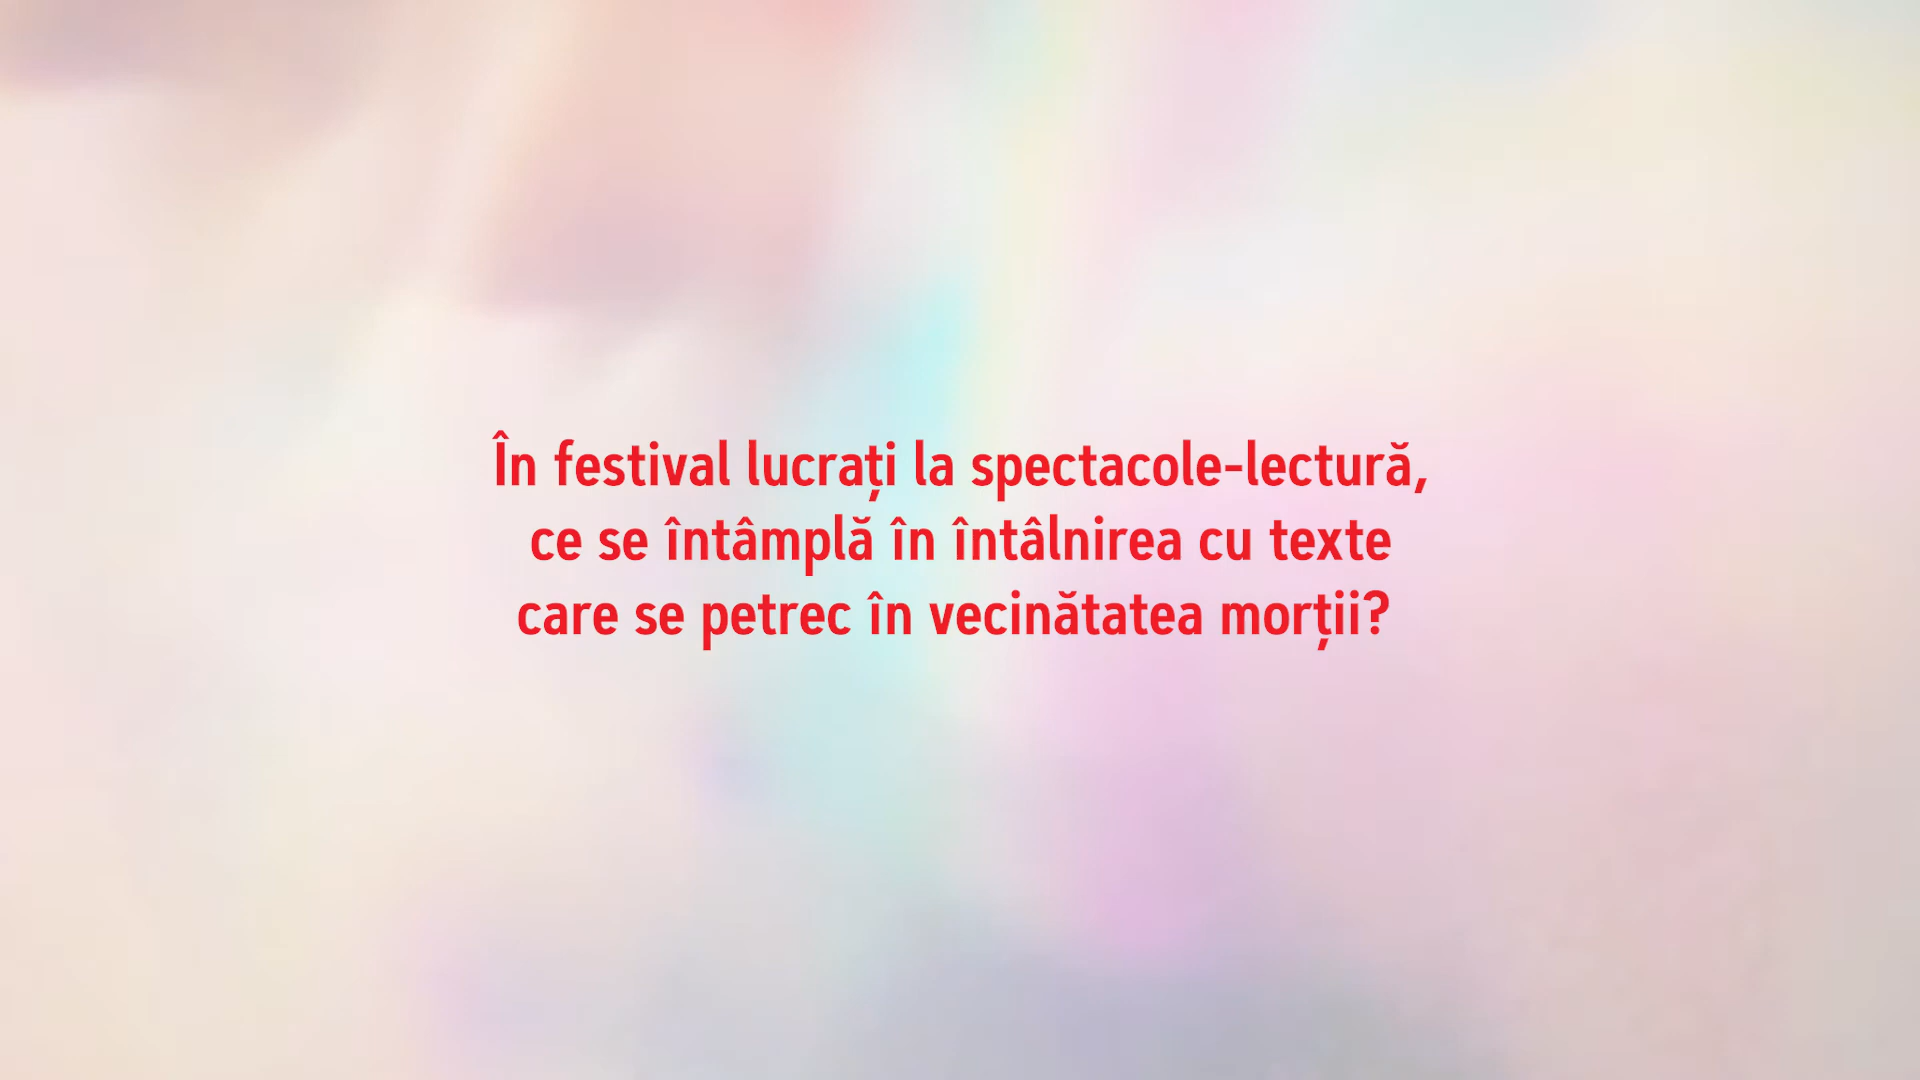 În festival lucrați la spectacole-lectură,
ce se întâmplă în întâlnirea cu texte
care se petrec în vecinătatea morții?